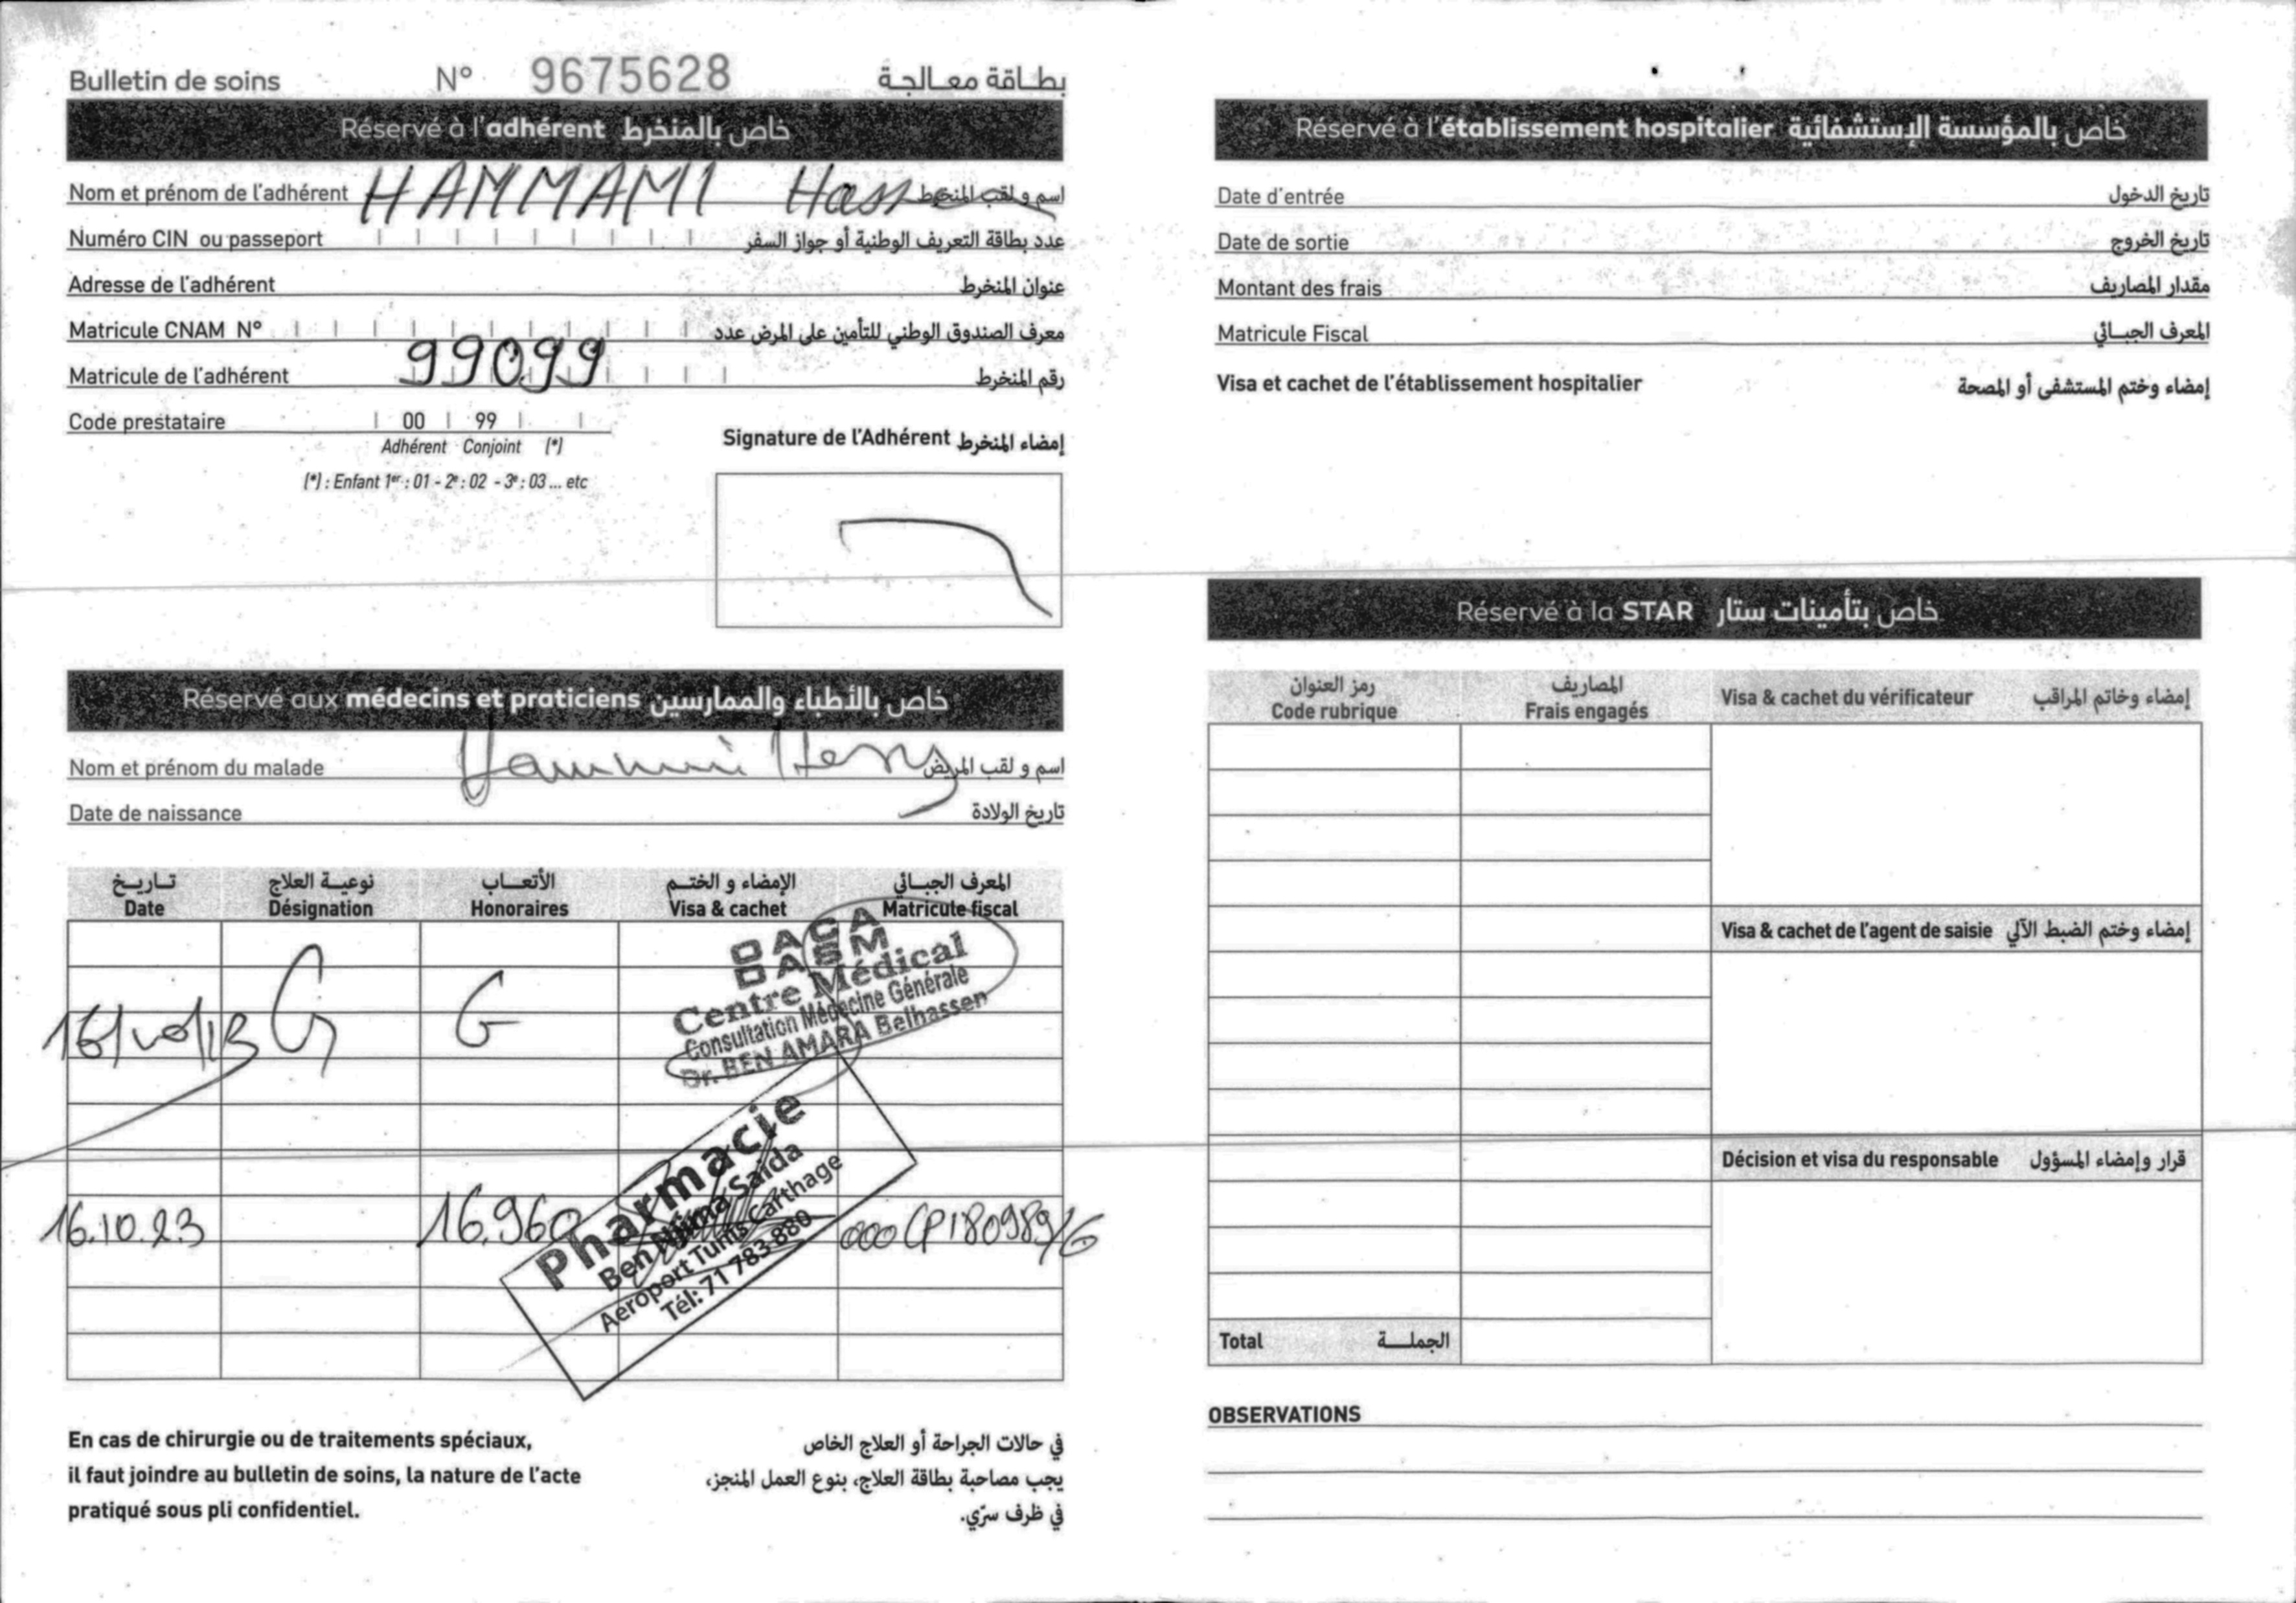 Bulletin de soins N° 9675628 بطاقة معالجة
Réservé à l'adhérent خاص بالمنخرط
Nom et prénom de l'adhérent HAMMAMI اسم و لقب المنخرط
Numéro CIN ou passeport عدد بطاقة التعريف الوطنية أو جواز السفر
Adresse de l'adhérent عنوان المنخرط
Matricule CNAM N° معرف الصندوق الوطني للتأمين على المرض عدد
Matricule de l'adhérent 99099 رقم المنخرط
Code prestataire 00 99
Adhérent Conjoint (*)
(*) : Enfant 1er : 01 - 2e : 02 - 3e : 03 ... etc
Signature de l'Adhérent إمضاء المنخرط
Réservé aux médecins et praticiens خاص بالأطباء والممارسين
Nom et prénom du malade اسم و لقب المريض
Date de naissance تاريخ الولادة
تاريخ نوعية العلاج الأتعاب الإمضاء و الختم المعرف الجبائي
Date Désignation Honoraires Visa & cachet Matricule fiscal
OACA
DASM
Centre Médical
Consultation Médecine Générale
Dr. BEN AMARA Belhassen
G
Pharmacie
Ben Njima Saida
Aéroport Tunis Carthage
Tél: 71 783 880
16.10.23 16.960 000 CP180989/G
En cas de chirurgie ou de traitements spéciaux,
il faut joindre au bulletin de soins, la nature de l'acte
pratiqué sous pli confidentiel.
في حالات الجراحة أو العلاج الخاص
يجب مصاحبة بطاقة العلاج، بنوع العمل المنجز،
في ظرف سرّي.
Réservé à l'établissement hospitalier خاص بالمؤسسة الإستشفائية
Date d'entrée تاريخ الدخول
Date de sortie تاريخ الخروج
Montant des frais مقدار المصاريف
Matricule Fiscal المعرف الجبائي
Visa et cachet de l'établissement hospitalier إمضاء وختم المستشفى أو المصحة
Réservé à la STAR خاص بتأمينات ستار
رمز العنوان المصاريف
Code rubrique Frais engagés Visa & cachet du vérificateur إمضاء وخاتم المراقب
Visa & cachet de l'agent de saisie إمضاء وختم الضبط الآلي
Décision et visa du responsable قرار وإمضاء المسؤول
Total الجملة
OBSERVATIONS